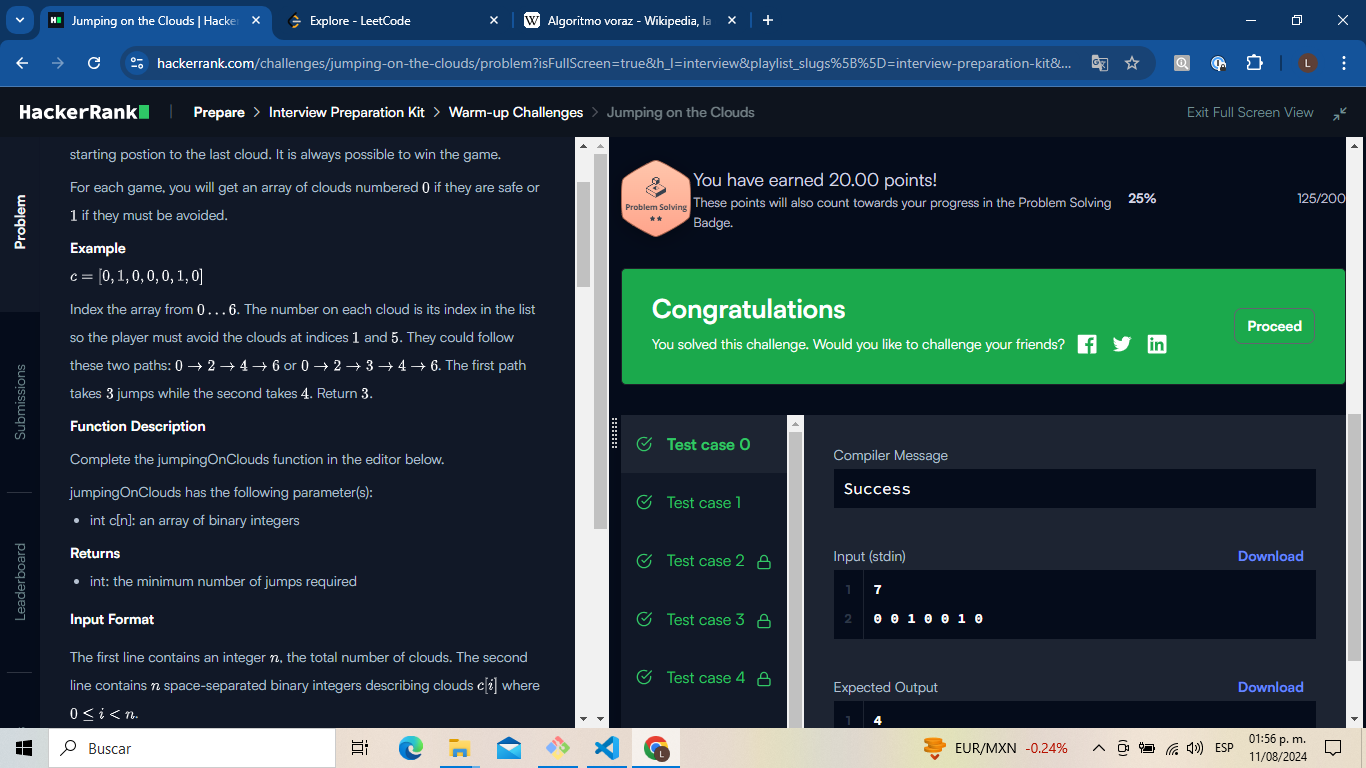 Jumping on the Clouds | Hacker
Explore - LeetCode
Algoritmo voraz - Wikipedia, la
hackerrank.com/challenges/jumping-on-the-clouds/problem?isFullScreen=true&h_l=interview&playlist_slugs%5B%5D=interview-preparation-kit&...
L
HackerRank
Prepare > Interview Preparation Kit > Warm-up Challenges > Jumping on the Clouds
Exit Full Screen View
Problem
Submissions
Leaderboard
starting postion to the last cloud. It is always possible to win the game.
For each game, you will get an array of clouds numbered 0 if they are safe or
1 if they must be avoided.
Example
c = [0, 1, 0, 0, 0, 1, 0]
Index the array from 0 . . . 6. The number on each cloud is its index in the list
so the player must avoid the clouds at indices 1 and 5. They could follow
these two paths: 0 → 2 → 4 → 6 or 0 → 2 → 3 → 4 → 6. The first path
takes 3 jumps while the second takes 4. Return 3.
Function Description
Complete the jumpingOnClouds function in the editor below.
jumpingOnClouds has the following parameter(s):
• int c[n]: an array of binary integers
Returns
• int: the minimum number of jumps required
Input Format
The first line contains an integer n, the total number of clouds. The second
line contains n space-separated binary integers describing clouds c[i] where
0 ≤ i < n.
Problem Solving
You have earned 20.00 points!
These points will also count towards your progress in the Problem Solving
Badge.
25%
125/200
Congratulations
You solved this challenge. Would you like to challenge your friends?
Proceed
Test case 0
Test case 1
Test case 2
Test case 3
Test case 4
Compiler Message
Success
Input (stdin)
Download
1 7
2 0 0 1 0 0 1 0
Expected Output
Download
1 4
Buscar
EUR/MXN -0.24%
ESP
01:56 p. m.
11/08/2024